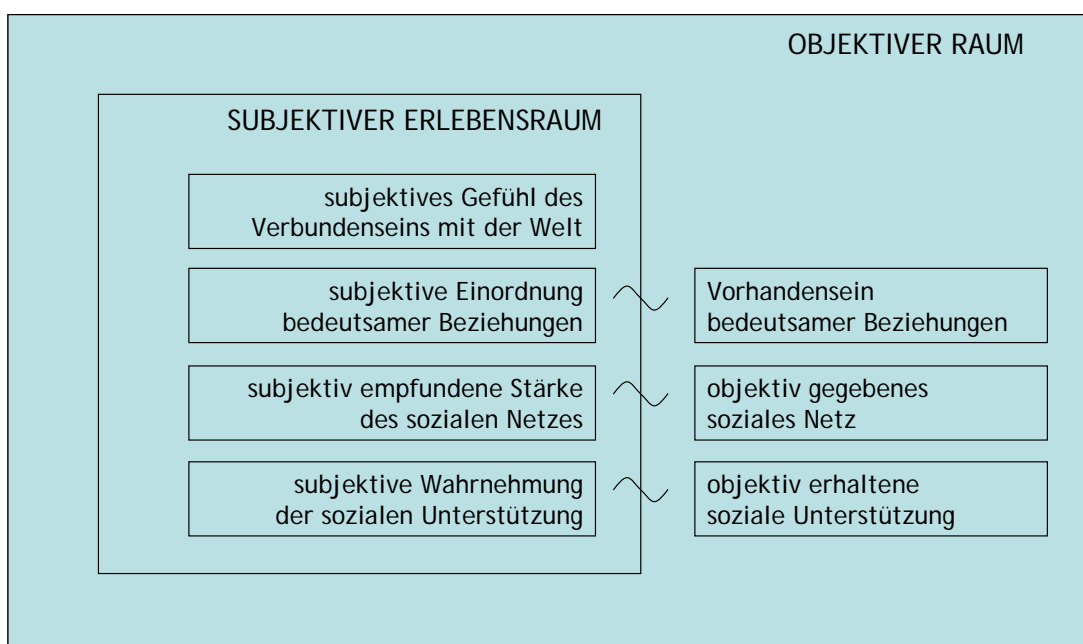 OBJEKTIVER RAUM
SUBJEKTIVER ERLEBENSRAUM
subjektives Gefühl des
Verbundenseins mit der Welt
subjektive Einordnung
bedeutsamer Beziehungen
Vorhandensein
bedeutsamer Beziehungen
subjektiv empfundene Stärke
des sozialen Netzes
objektiv gegebenes
soziales Netz
subjektive Wahrnehmung
der sozialen Unterstützung
objektiv erhaltene
soziale Unterstützung